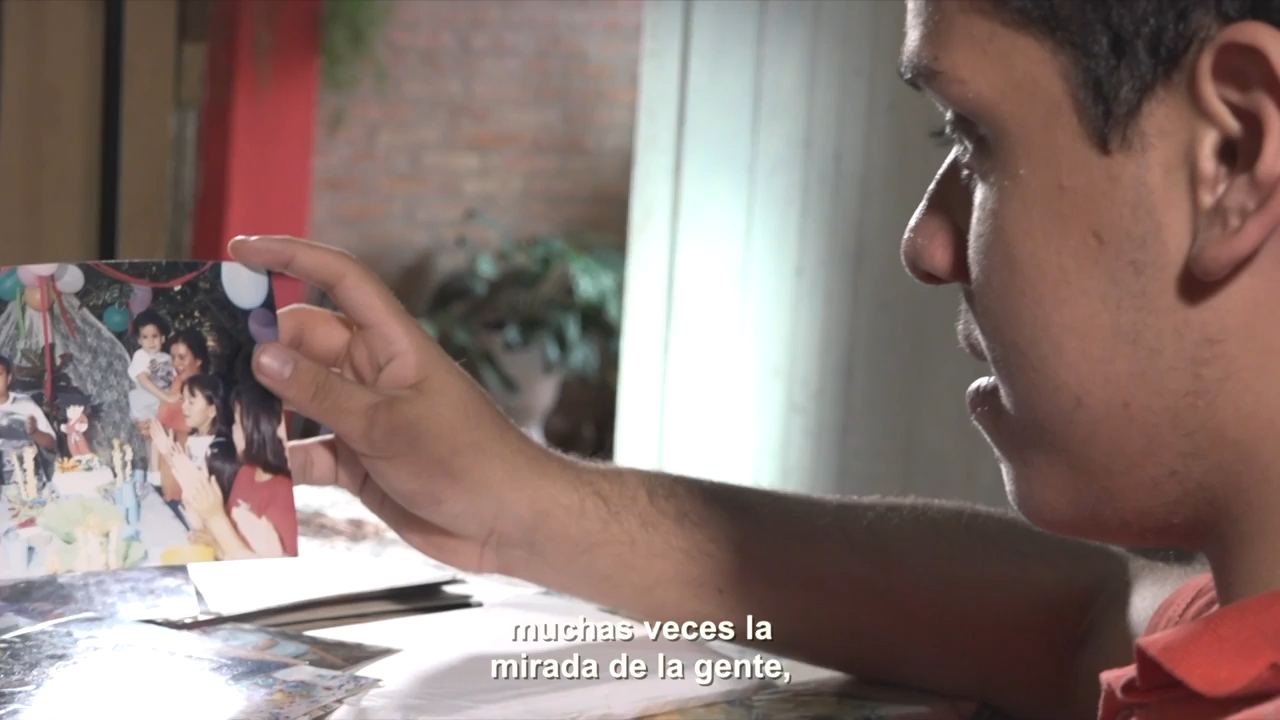 muchas veces la
mirada de la gente,